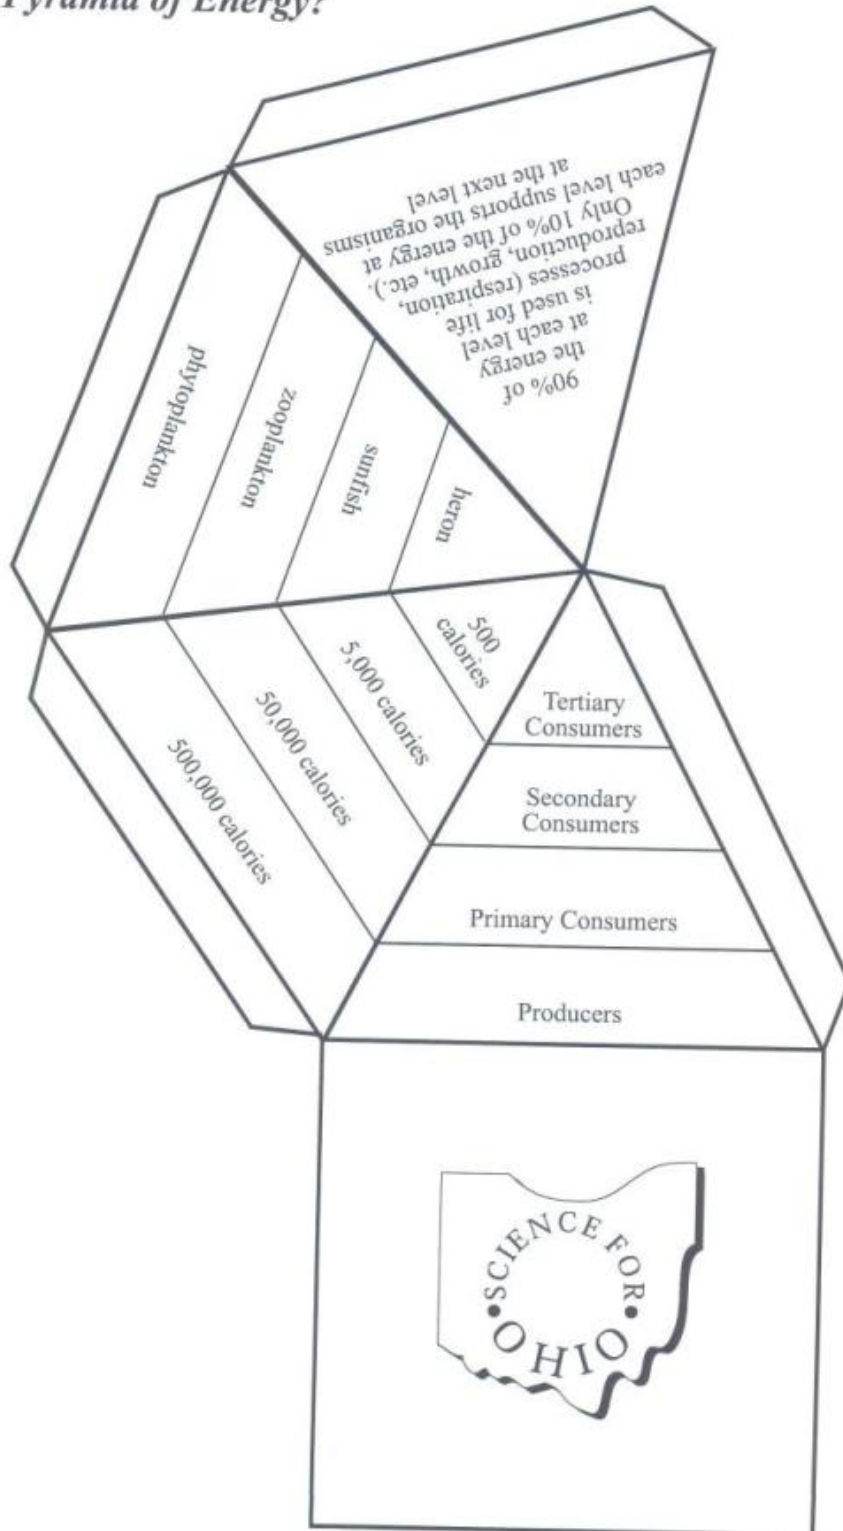 Pyramid of Energy?
90% of
the energy
at each level
is used for life
processes (respiration,
reproduction, growth, etc.).
Only 10% of the energy at
each level supports the organisms
at the next level
phytoplankton
zooplankton
sunfish
heron
500
calories
5,000 calories
50,000 calories
500,000 calories
Tertiary
Consumers
Secondary
Consumers
Primary Consumers
Producers
•SCIENCE FOR•
OHIO